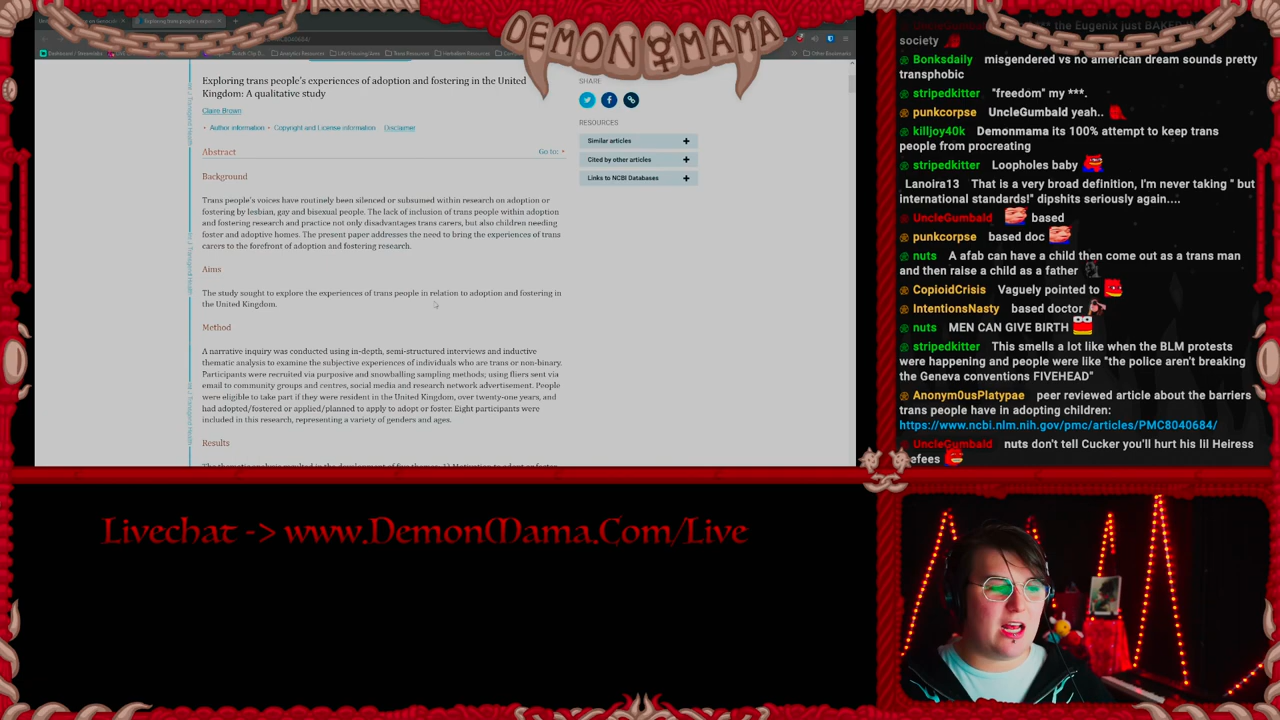 Exploring trans people's exper
DEMON MAMA
Dashboard / Streamlabs
Analytics Resources
Trans Resources
Other Bookmarks
Exploring trans people's experiences of adoption and fostering in the United
Kingdom: A qualitative study
Claire Brown
Author information • Copyright and License information Disclaimer
Abstract
Go to:
Background
Trans people's voices have routinely been silenced or subsumed within research on adoption or
fostering by lesbian, gay and bisexual people. The lack of inclusion of trans people within adoption
and fostering research and practice not only disadvantages trans carers, but also children needing
foster and adoptive homes. The present paper addresses the need to bring the experiences of trans
carers to the forefront of adoption and fostering research.
Aims
The study sought to explore the experiences of trans people in relation to adoption and fostering in
the United Kingdom.
Method
A narrative inquiry was conducted using in-depth, semi-structured interviews and inductive
thematic analysis to examine the subjective experiences of individuals who are trans or non-binary.
Participants were recruited via purposive and snowballing sampling methods; using fliers sent via
email to community groups and centres, social media and research network advertisement. People
were eligible to take part if they were resident in the United Kingdom, over twenty-one years, and
had adopted/fostered or applied/planned to apply to adopt or foster. Eight participants were
included in this research, representing a variety of genders and ages.
Results
SHARE
RESOURCES
Similar articles
Cited by other articles
Links to NCBI Databases
the Eugenix just BAKED
society
Bonksdaily misgendered vs no american dream sounds pretty
transphobic
stripedkitter "freedom" my ***.
punkcorpse UncleGumbald yeah..
killjoy40k Demonmama its 100% attempt to keep trans
people from procreating
stripedkitter Loopholes baby
Lanoira13 That is a very broad definition, I'm never taking " but
international standards!" dipshits seriously again....
UncleGumbald based
punkcorpse based doc
nuts A afab can have a child then come out as a trans man
and then raise a child as a father
CopioidCrisis Vaguely pointed to
IntentionsNasty based doctor
nuts MEN CAN GIVE BIRTH
stripedkitter This smells a lot like when the BLM protests
were happening and people were like "the police aren't breaking
the Geneva conventions FIVEHEAD"
Anonym0usPlatypae peer reviewed article about the barriers
trans people have in adopting children:
https://www.ncbi.nlm.nih.gov/pmc/articles/PMC8040684/
UncleGumbald nuts don't tell Cucker you'll hurt his lil Heiress
efees
Livechat -> www.DemonMama.Com/Live